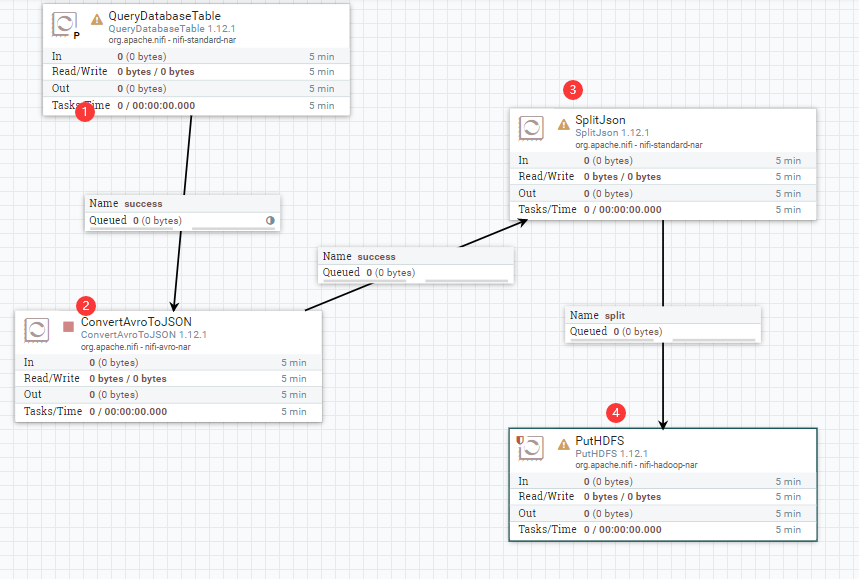 QueryDatabaseTable
QueryDatabaseTable 1.12.1
org.apache.nifi - nifi-standard-nar
P
In 0 (0 bytes) 5 min
Read/Write 0 bytes / 0 bytes 5 min
Out 0 (0 bytes) 5 min
Tasks/Time 0 / 00:00:00.000 5 min
1
Name success
Queued 0 (0 bytes)
2
ConvertAvroToJSON
ConvertAvroToJSON 1.12.1
org.apache.nifi - nifi-avro-nar
In 0 (0 bytes) 5 min
Read/Write 0 bytes / 0 bytes 5 min
Out 0 (0 bytes) 5 min
Tasks/Time 0 / 00:00:00.000 5 min
Name success
Queued 0 (0 bytes)
3
SplitJson
SplitJson 1.12.1
org.apache.nifi - nifi-standard-nar
In 0 (0 bytes) 5 min
Read/Write 0 bytes / 0 bytes 5 min
Out 0 (0 bytes) 5 min
Tasks/Time 0 / 00:00:00.000 5 min
Name split
Queued 0 (0 bytes)
4
PutHDFS
PutHDFS 1.12.1
org.apache.nifi - nifi-hadoop-nar
In 0 (0 bytes) 5 min
Read/Write 0 bytes / 0 bytes 5 min
Out 0 (0 bytes) 5 min
Tasks/Time 0 / 00:00:00.000 5 min